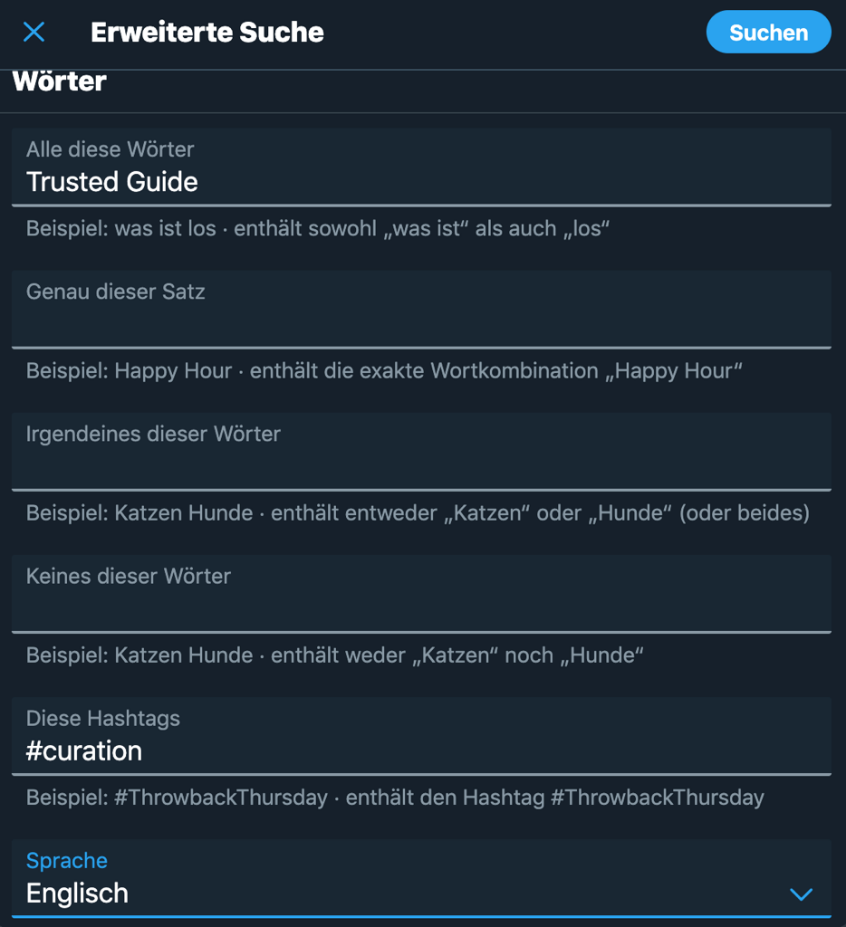 Erweiterte Suche
Suchen
Wörter
Alle diese Wörter
Trusted Guide
Beispiel: was ist los · enthält sowohl „was ist“ als auch „los“
Genau dieser Satz
Beispiel: Happy Hour · enthält die exakte Wortkombination „Happy Hour“
Irgendeines dieser Wörter
Beispiel: Katzen Hunde · enthält entweder „Katzen“ oder „Hunde“ (oder beides)
Keines dieser Wörter
Beispiel: Katzen Hunde · enthält weder „Katzen“ noch „Hunde“
Diese Hashtags
#curation
Beispiel: #ThrowbackThursday · enthält den Hashtag #ThrowbackThursday
Sprache
Englisch